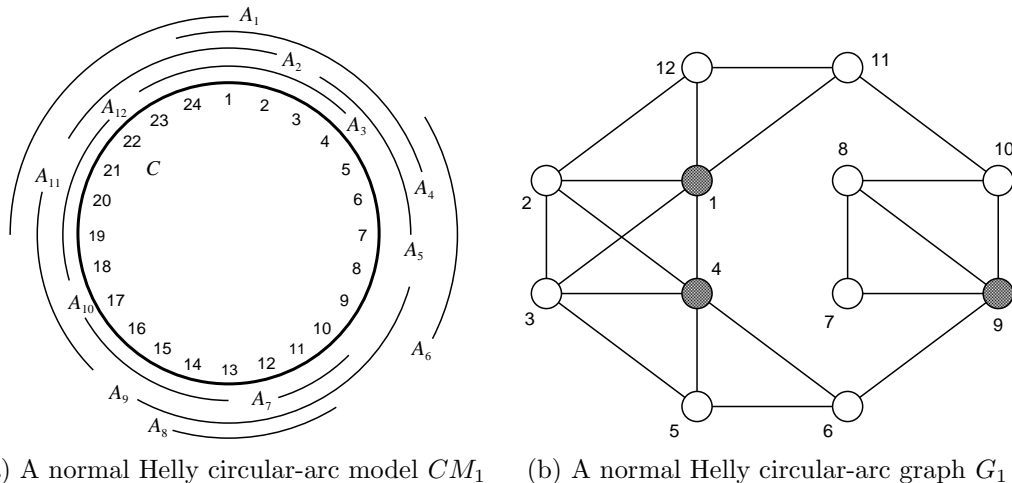 A1
A2
A12
24
1
2
23
3
A3
22
4
C
21
5
A11
A4
20
6
19
7
A5
18
8
A10
17
9
16
10
15
11
14
13
12
A6
A9
A7
A8
) A normal Helly circular-arc model CM1
12
11
8
10
2
1
4
3
7
9
5
6
(b) A normal Helly circular-arc graph G1